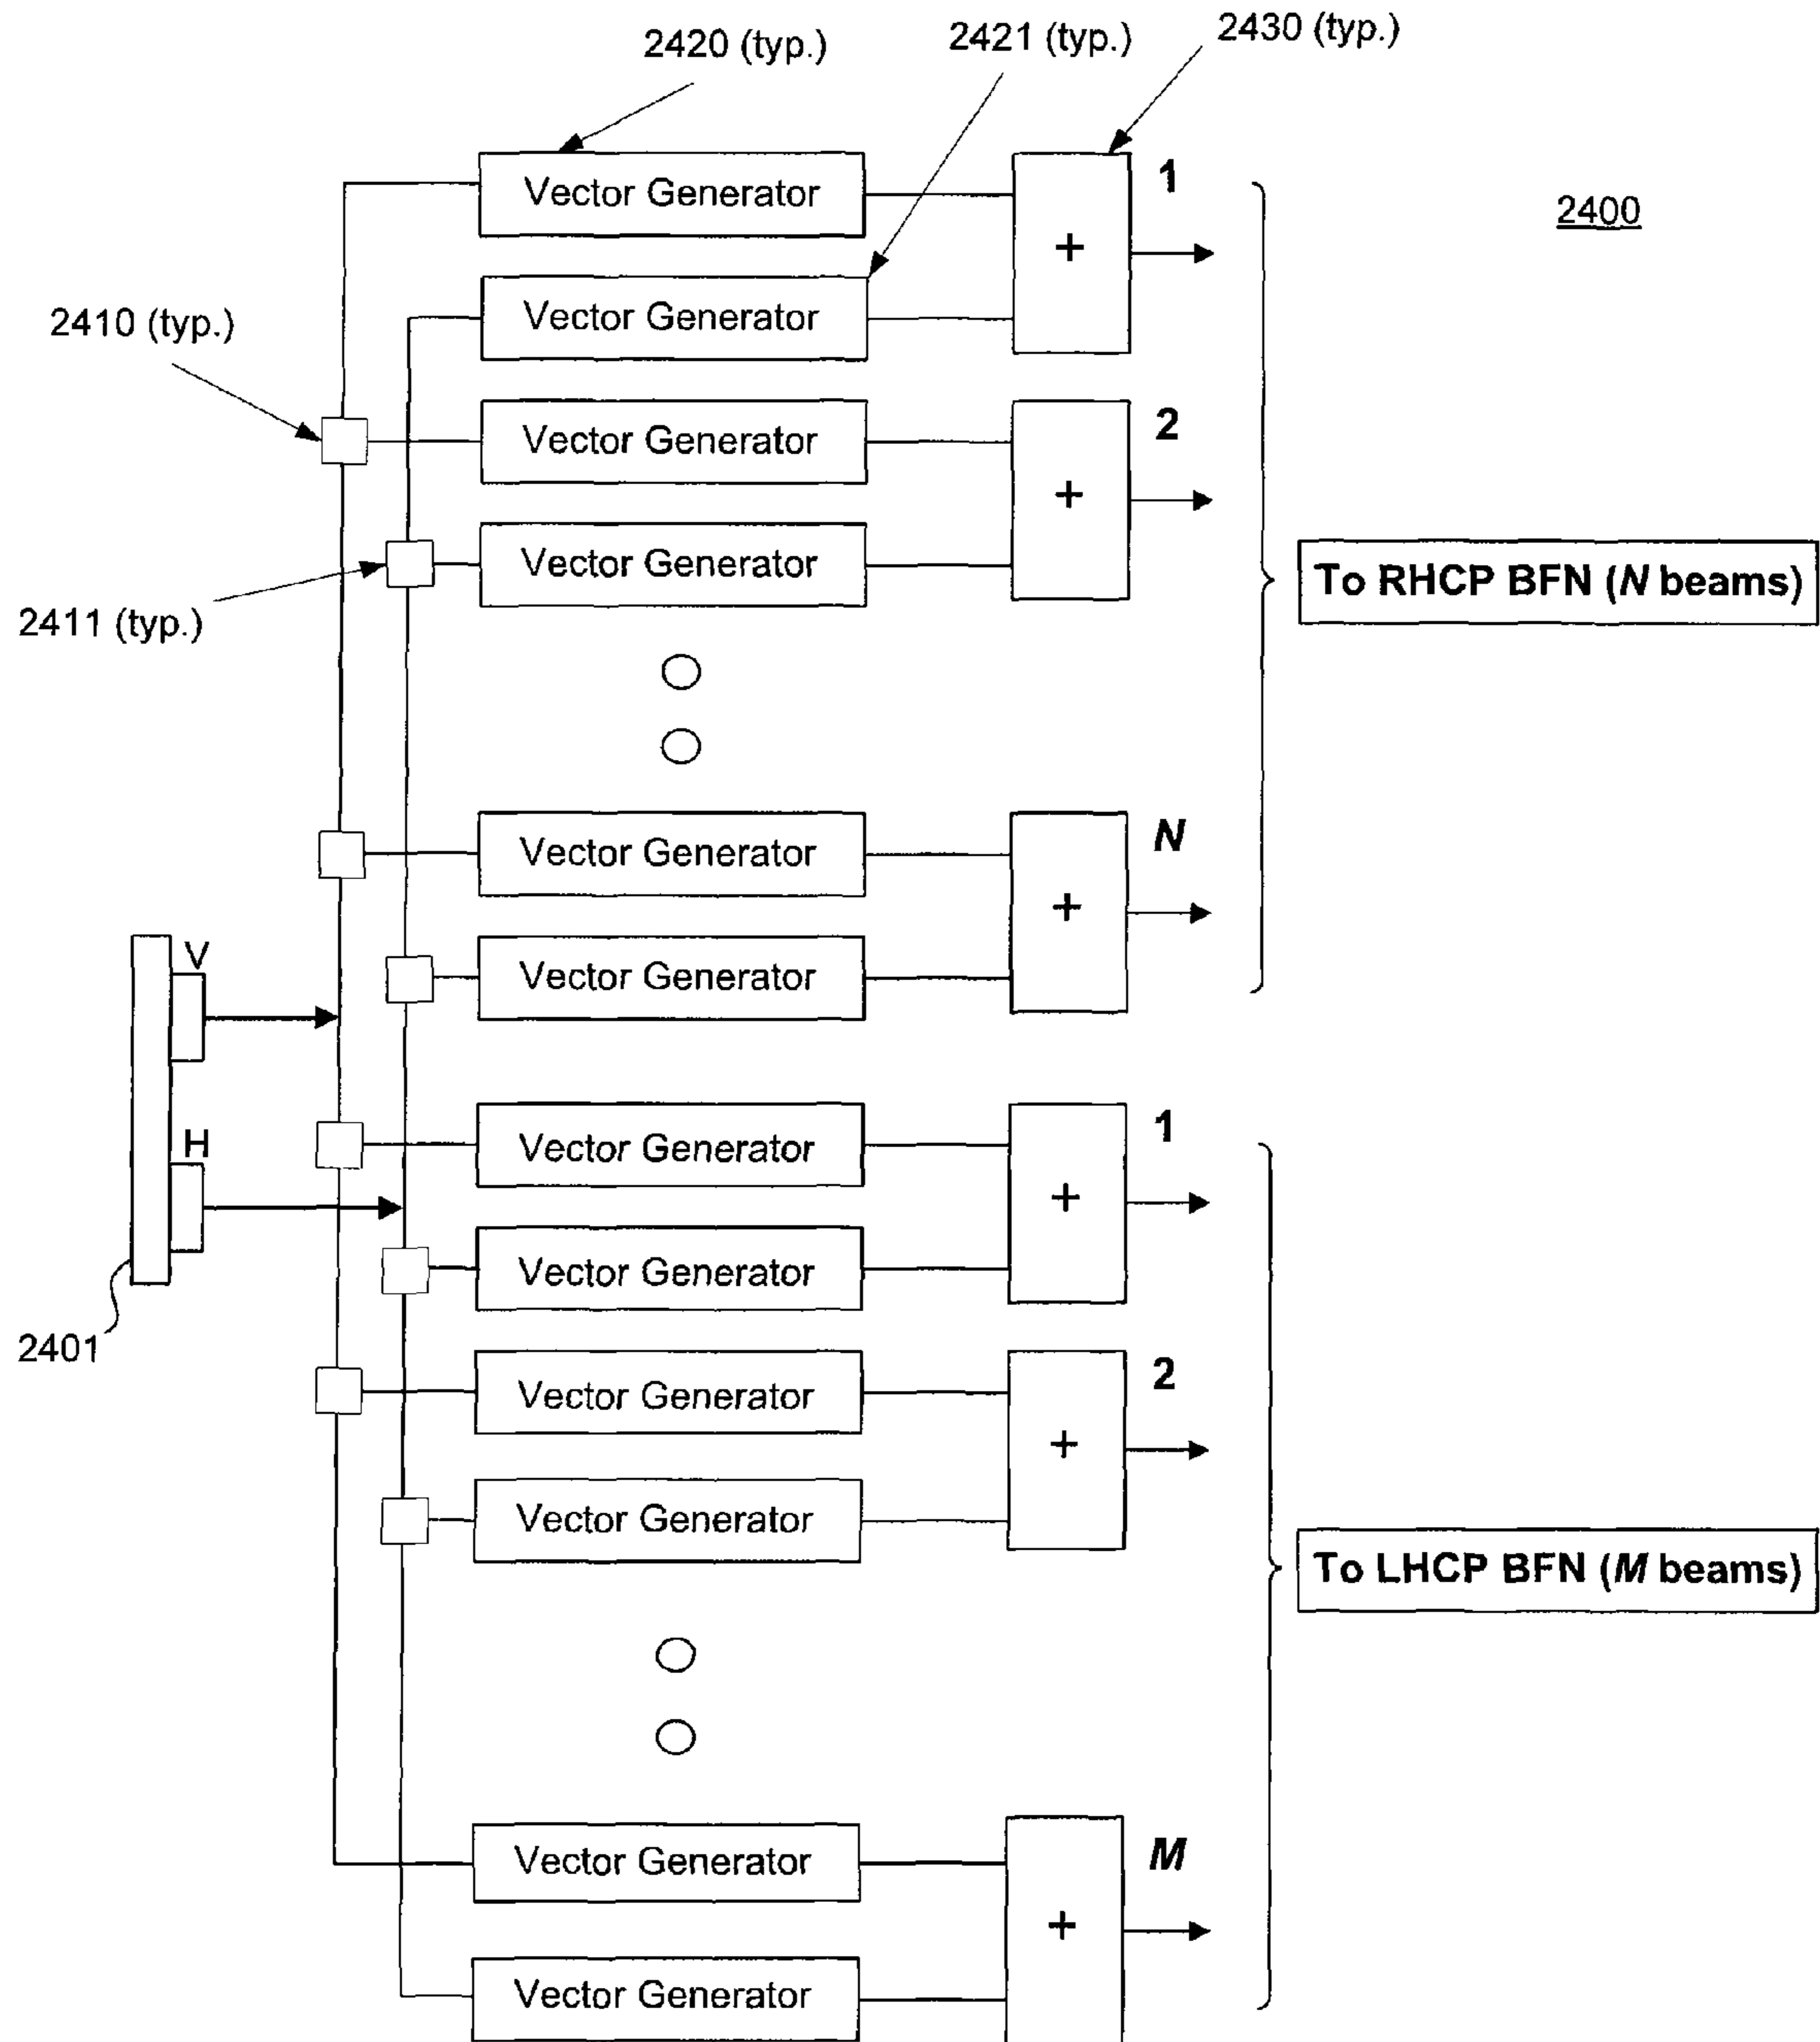 2420 (typ.)
2421 (typ.)
2430 (typ.)
Vector Generator
1
2400
+
Vector Generator
2410 (typ.)
Vector Generator
2
+
Vector Generator
To RHCP BFN (N beams)
2411 (typ.)
Vector Generator
N
+
V
Vector Generator
H
Vector Generator
1
+
Vector Generator
2401
Vector Generator
2
+
Vector Generator
To LHCP BFN (M beams)
Vector Generator
M
+
Vector Generator